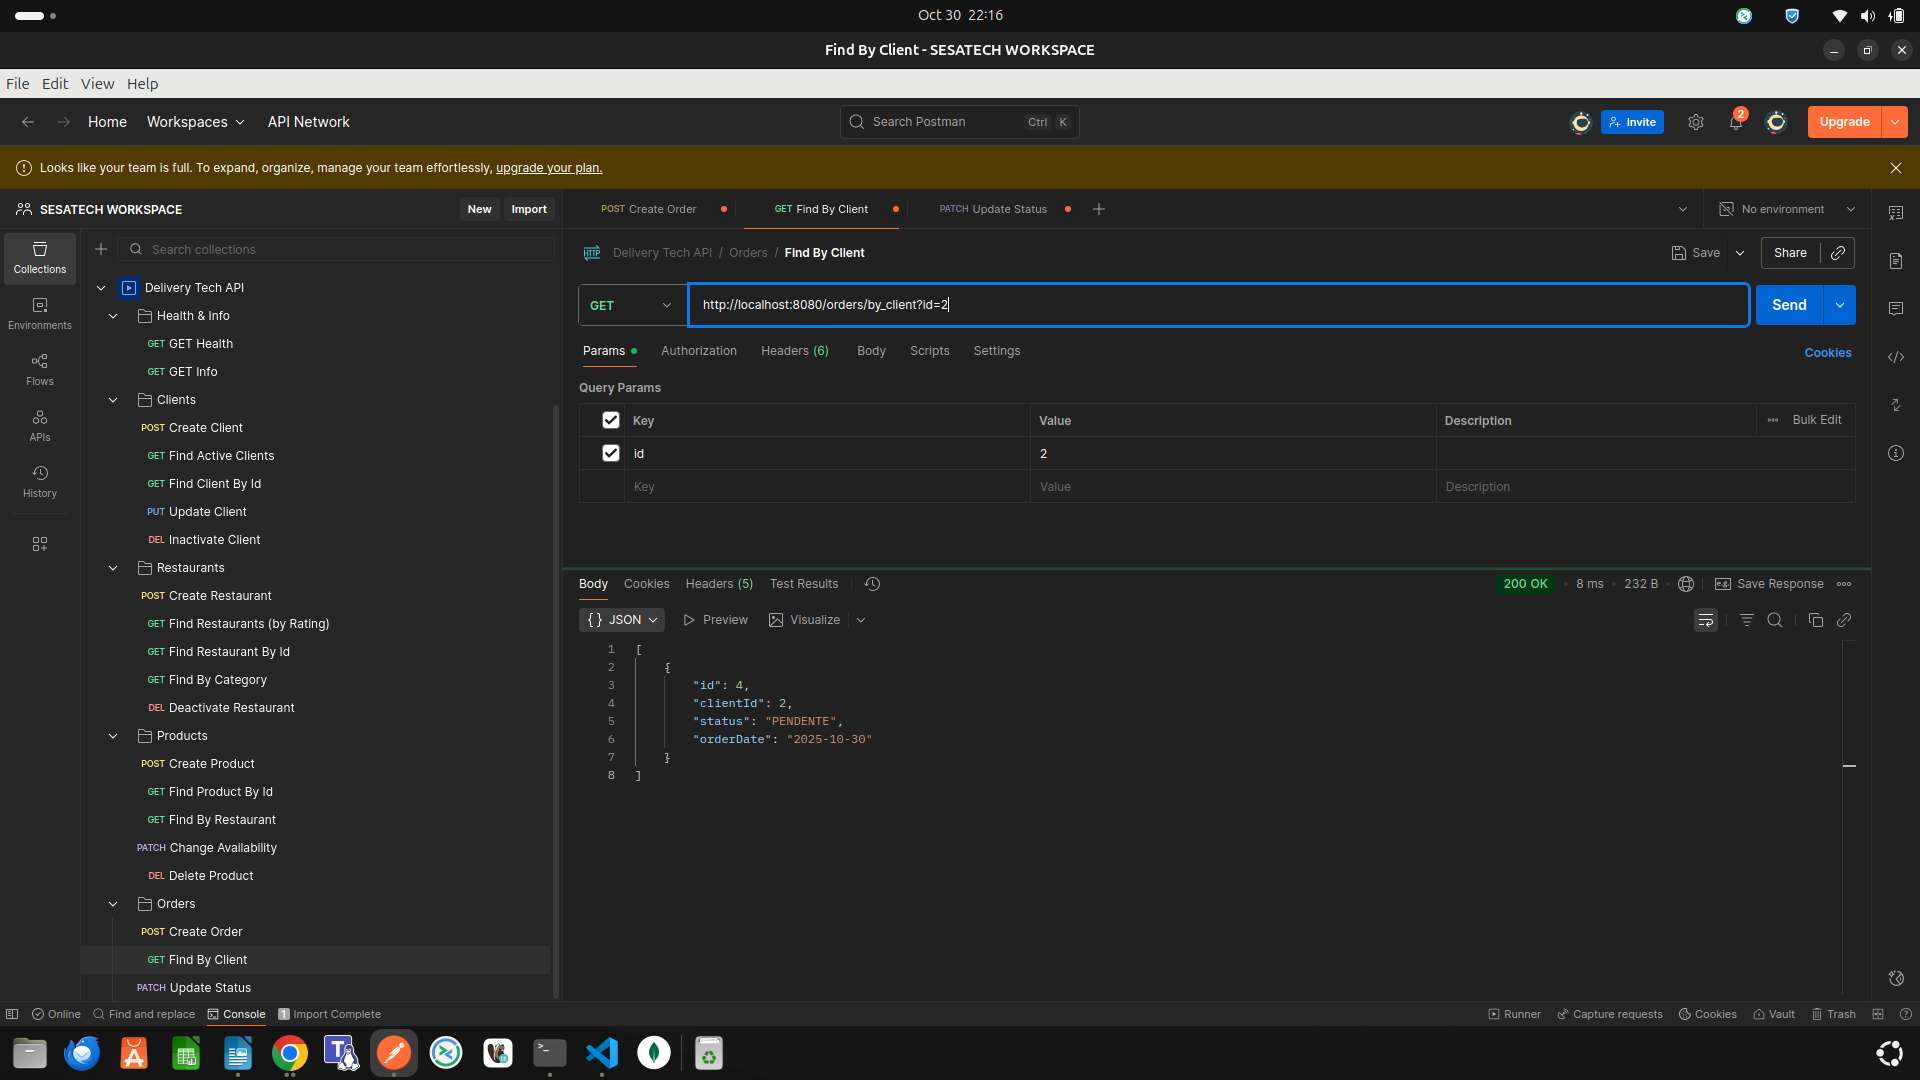 Oct 30 22:16
Find By Client - SESATECH WORKSPACE
File Edit View Help
Home Workspaces API Network
Search Postman Ctrl K
Invite
2
Upgrade
Looks like your team is full. To expand, organize, manage your team effortlessly, upgrade your plan.
SESATECH WORKSPACE New Import
POST Create Order GET Find By Client PATCH Update Status
No environment
Collections
Environments
Flows
APIs
History
Search collections
Delivery Tech API
Health & Info
GET GET Health
GET GET Info
Clients
POST Create Client
GET Find Active Clients
GET Find Client By Id
PUT Update Client
DEL Inactivate Client
Restaurants
POST Create Restaurant
GET Find Restaurants (by Rating)
GET Find Restaurant By Id
GET Find By Category
DEL Deactivate Restaurant
Products
POST Create Product
GET Find Product By Id
GET Find By Restaurant
PATCH Change Availability
DEL Delete Product
Orders
POST Create Order
GET Find By Client
PATCH Update Status
HTTP Delivery Tech API / Orders / Find By Client
Save Share
GET http://localhost:8080/orders/by_client?id=2 Send
Params Authorization Headers (6) Body Scripts Settings Cookies
Query Params
Key Value Description Bulk Edit
id 2
Key Value Description
Body Cookies Headers (5) Test Results
200 OK 8 ms 232 B e.g. Save Response
{} JSON Preview Visualize
1 [
2 {
3 "id": 4,
4 "clientId": 2,
5 "status": "PENDENTE",
6 "orderDate": "2025-10-30"
7 }
8 ]
Online Find and replace Console 1 Import Complete
Runner Capture requests Cookies Vault Trash